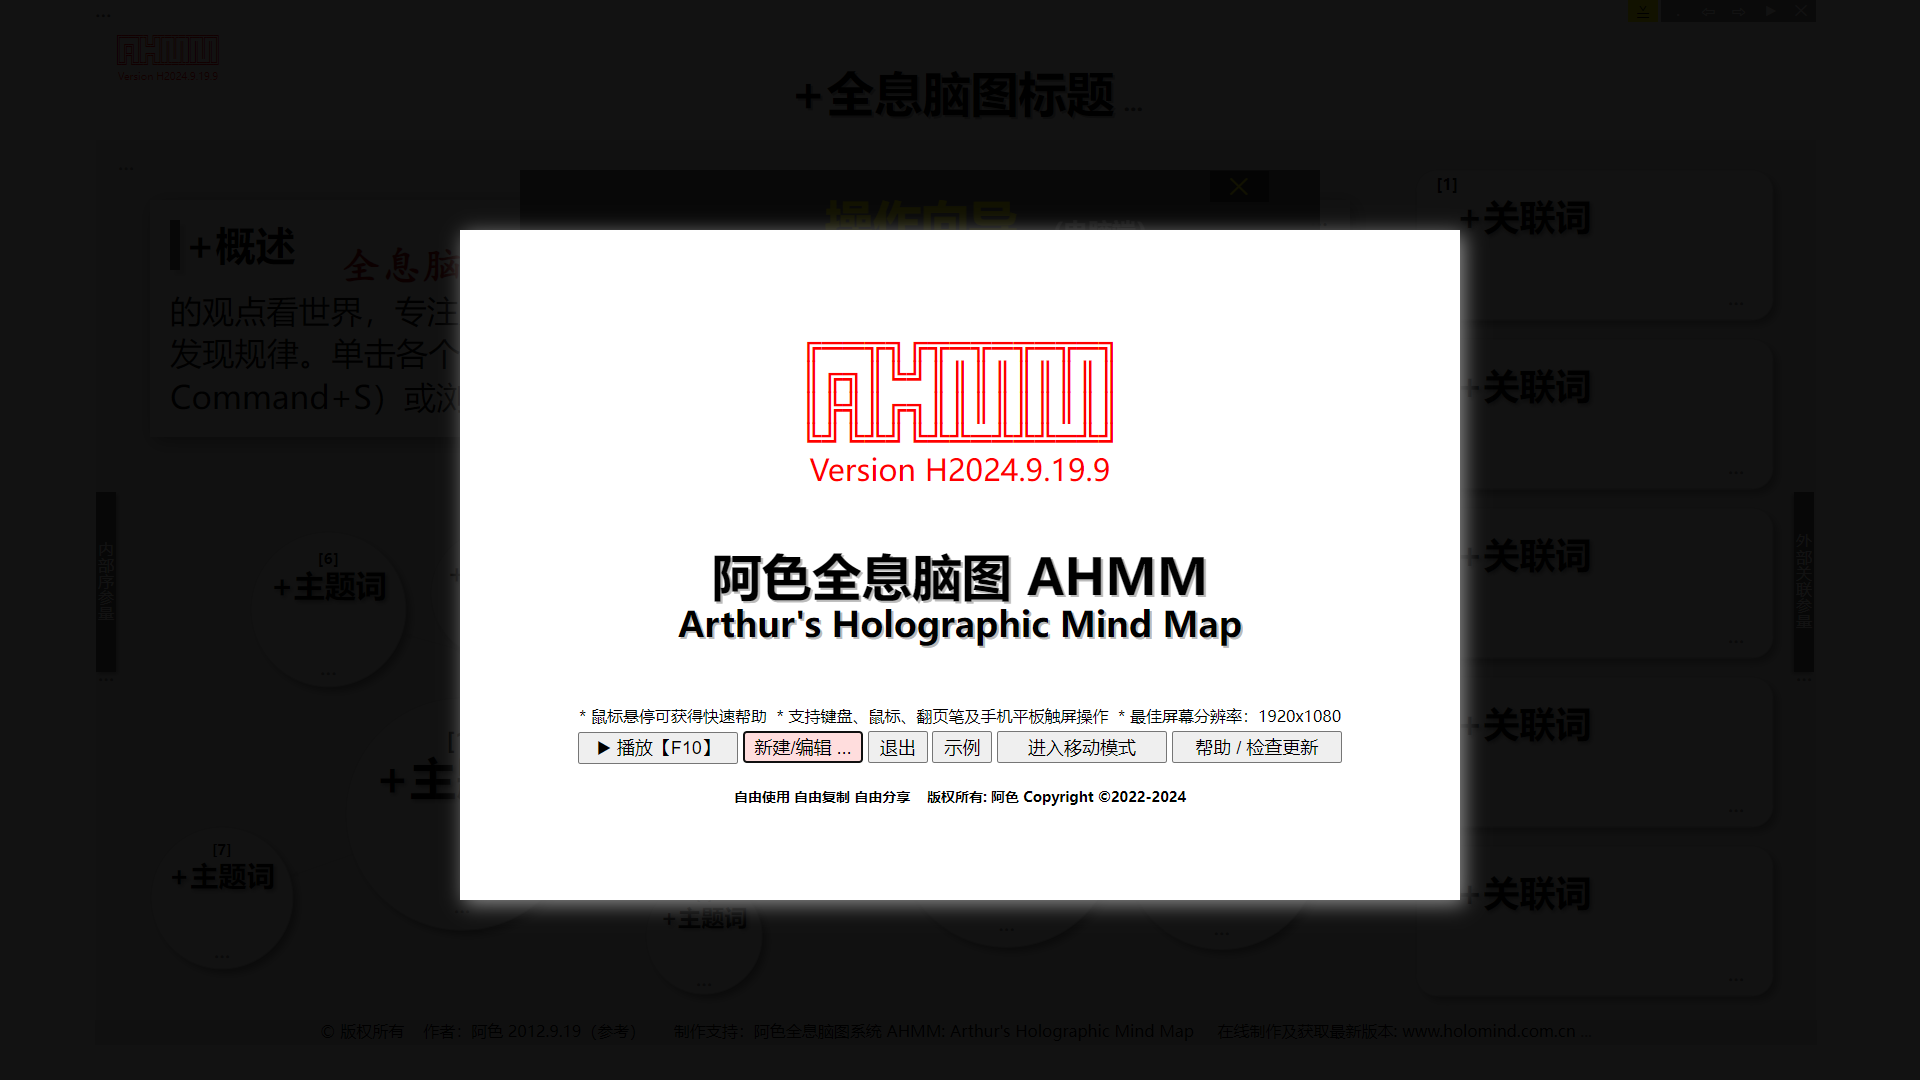 ...
AHMM
Version H2024.9.19.9
+全息脑图标题 ...
...
操作向导
+概述
全息脑
的观点看世界，专注
发现规律。单击各个
Command+S）或浏
[1]
+关联词
...
+关联词
...
+关联词
...
+关联词
...
+关联词
...
内部序参量
...
外部关联参量
...
[6]
+主题词
...
+主
[7]
+主题词
...
+主题词
...
...
...
AHMM
Version H2024.9.19.9
阿色全息脑图 AHMM
Arthur's Holographic Mind Map
* 鼠标悬停可获得快速帮助 * 支持键盘、鼠标、翻页笔及手机平板触屏操作 * 最佳屏幕分辨率：1920x1080
▶ 播放【F10】 新建/编辑 ... 退出 示例 进入移动模式 帮助 / 检查更新
自由使用 自由复制 自由分享 版权所有: 阿色 Copyright ©2022-2024
© 版权所有 作者：阿色 2012.9.19（参考） 制作支持：阿色全息脑图系统 AHMM: Arthur's Holographic Mind Map 在线制作及获取最新版本: www.holomind.com.cn ...